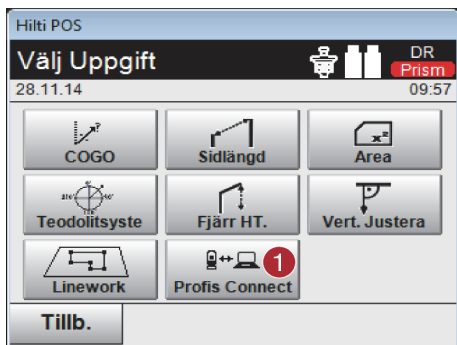 Hilti POS
Välj Uppgift
DR
Prism
28.11.14 09:57
COGO Sidlängd Area
Teodolitsyste Fjärr HT. Vert. Justera
Linework Profis Connect 1
Tillb.